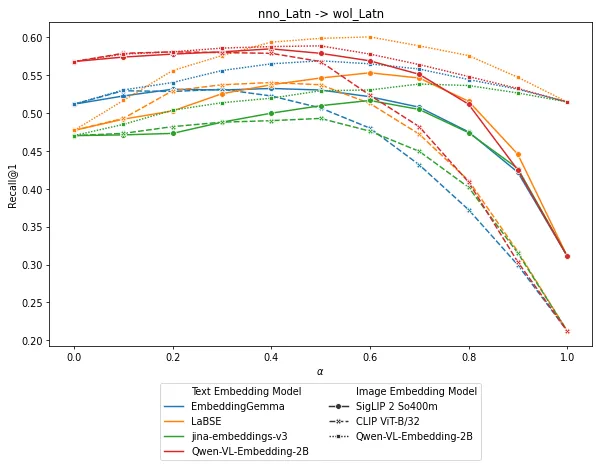 nno_Latn -> wol_Latn
Recall@1
0.60
0.55
0.50
0.45
0.40
0.35
0.30
0.25
0.20
0.0
0.2
0.4
0.6
0.8
1.0
α
Text Embedding Model
EmbeddingGemma
LaBSE
jina-embeddings-v3
Qwen-VL-Embedding-2B
Image Embedding Model
SigLIP 2 So400m
CLIP ViT-B/32
Qwen-VL-Embedding-2B